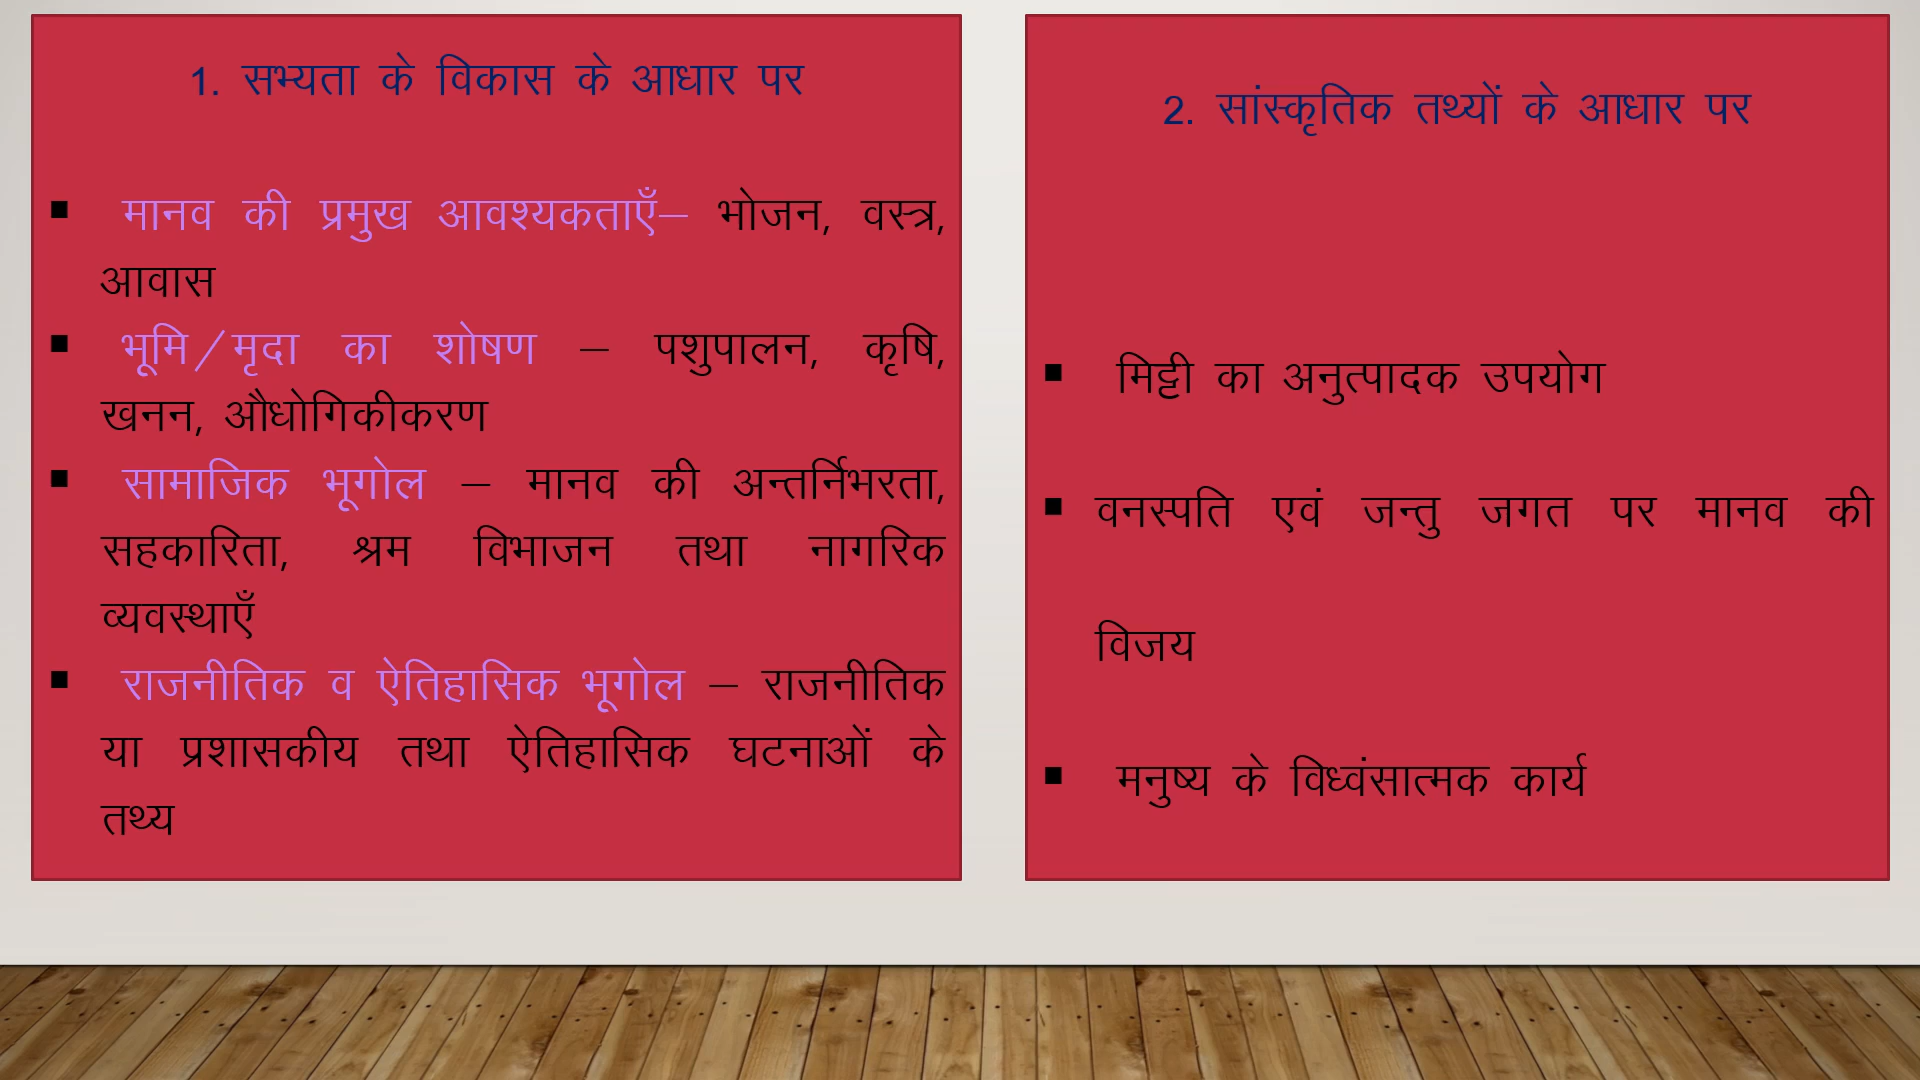 1. सभ्यता के विकास के आधार पर
▪ मानव की प्रमुख आवश्यकताएँ– भोजन, वस्त्र,
आवास
▪ भूमि/मृदा का शोषण – पशुपालन, कृषि,
खनन, औधोगिकीकरण
▪ सामाजिक भूगोल – मानव की अन्तर्निभरता,
सहकारिता, श्रम विभाजन तथा नागरिक
व्यवस्थाएँ
▪ राजनीतिक व ऐतिहासिक भूगोल – राजनीतिक
या प्रशासकीय तथा ऐतिहासिक घटनाओं के
तथ्य
2. सांस्कृतिक तथ्यों के आधार पर
▪ मिट्टी का अनुत्पादक उपयोग
▪ वनस्पति एवं जन्तु जगत पर मानव की
विजय
▪ मनुष्य के विध्वंसात्मक कार्य